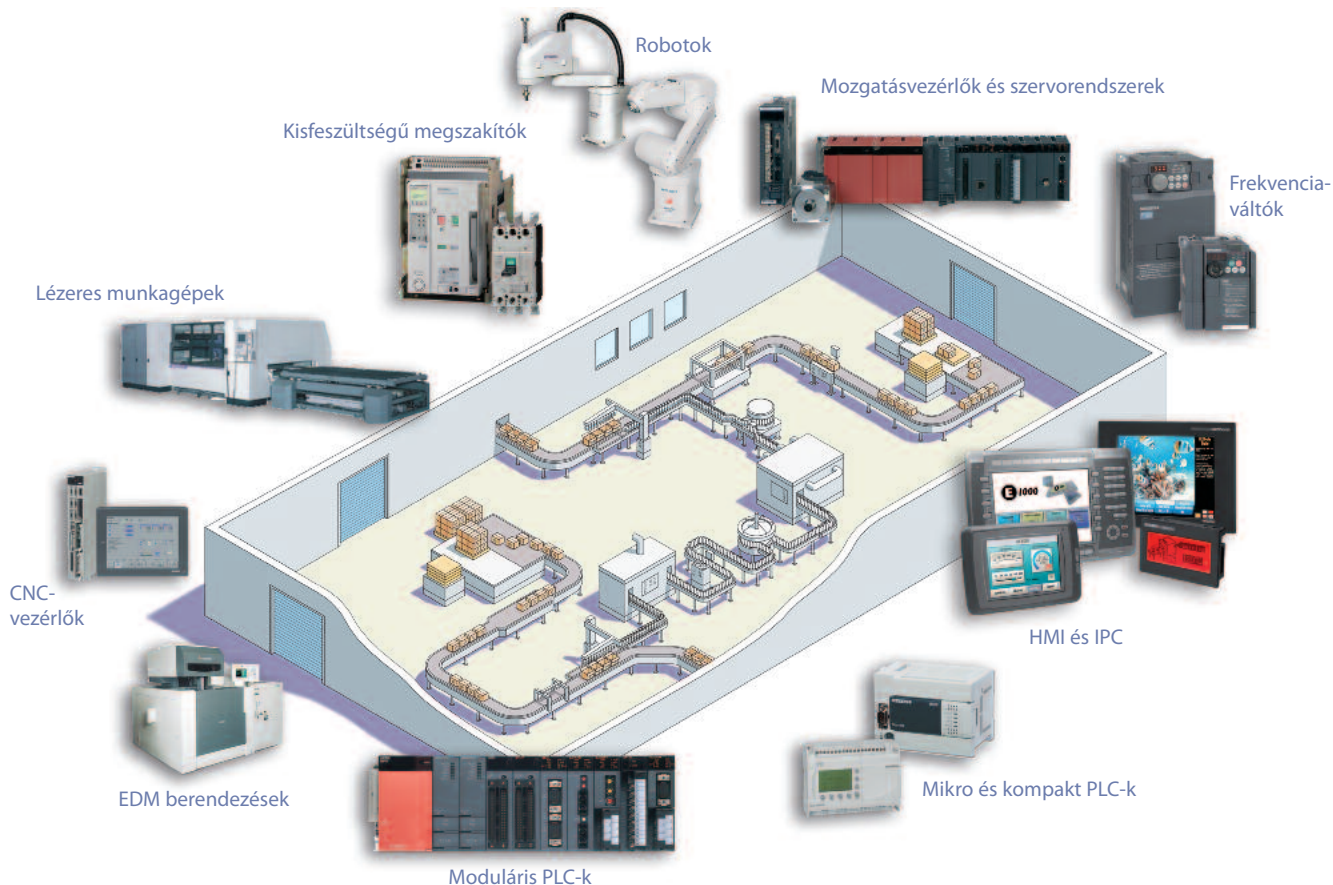 Robotok
Mozgatásvezérlők és szervorendszerek
Kisfeszültségű megszakítók
Frekvencia-
váltók
Lézeres munkagépek
E1000
CNC-
vezérlők
HMI és IPC
EDM berendezések
Mikro és kompakt PLC-k
Moduláris PLC-k